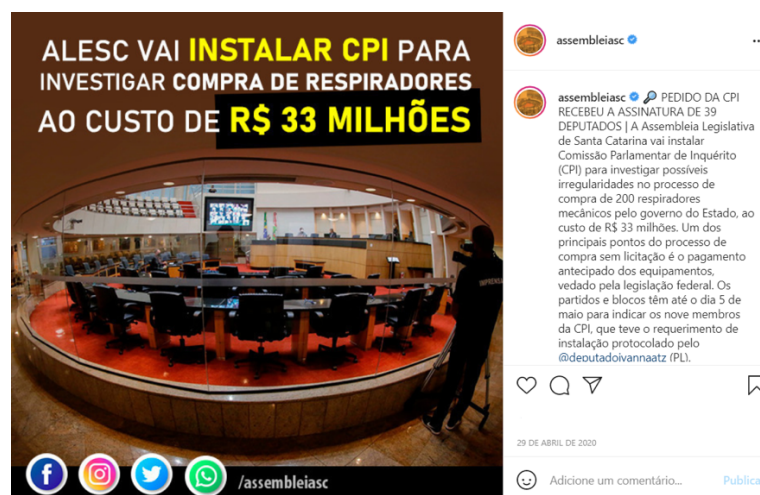 ALESC VAI INSTALAR CPI PARA
INVESTIGAR COMPRA DE RESPIRADORES
AO CUSTO DE R$ 33 MILHÕES
IMPRENSA
/assembleiasc
assembleiasc
assembleiasc 🔎 PEDIDO DA CPI
RECEBEU A ASSINATURA DE 39
DEPUTADOS | A Assembleia Legislativa
de Santa Catarina vai instalar
Comissão Parlamentar de Inquérito
(CPI) para investigar possíveis
irregularidades no processo de
compra de 200 respiradores
mecânicos pelo governo do Estado, ao
custo de R$ 33 milhões. Um dos
principais pontos do processo de
compra sem licitação é o pagamento
antecipado dos equipamentos,
vedado pela legislação federal. Os
partidos e blocos têm até o dia 5 de
maio para indicar os nove membros
da CPI, que teve o requerimento de
instalação protocolado pelo
@deputadoivannaatz (PL).
29 DE ABRIL DE 2020
Adicione um comentário...
Publica